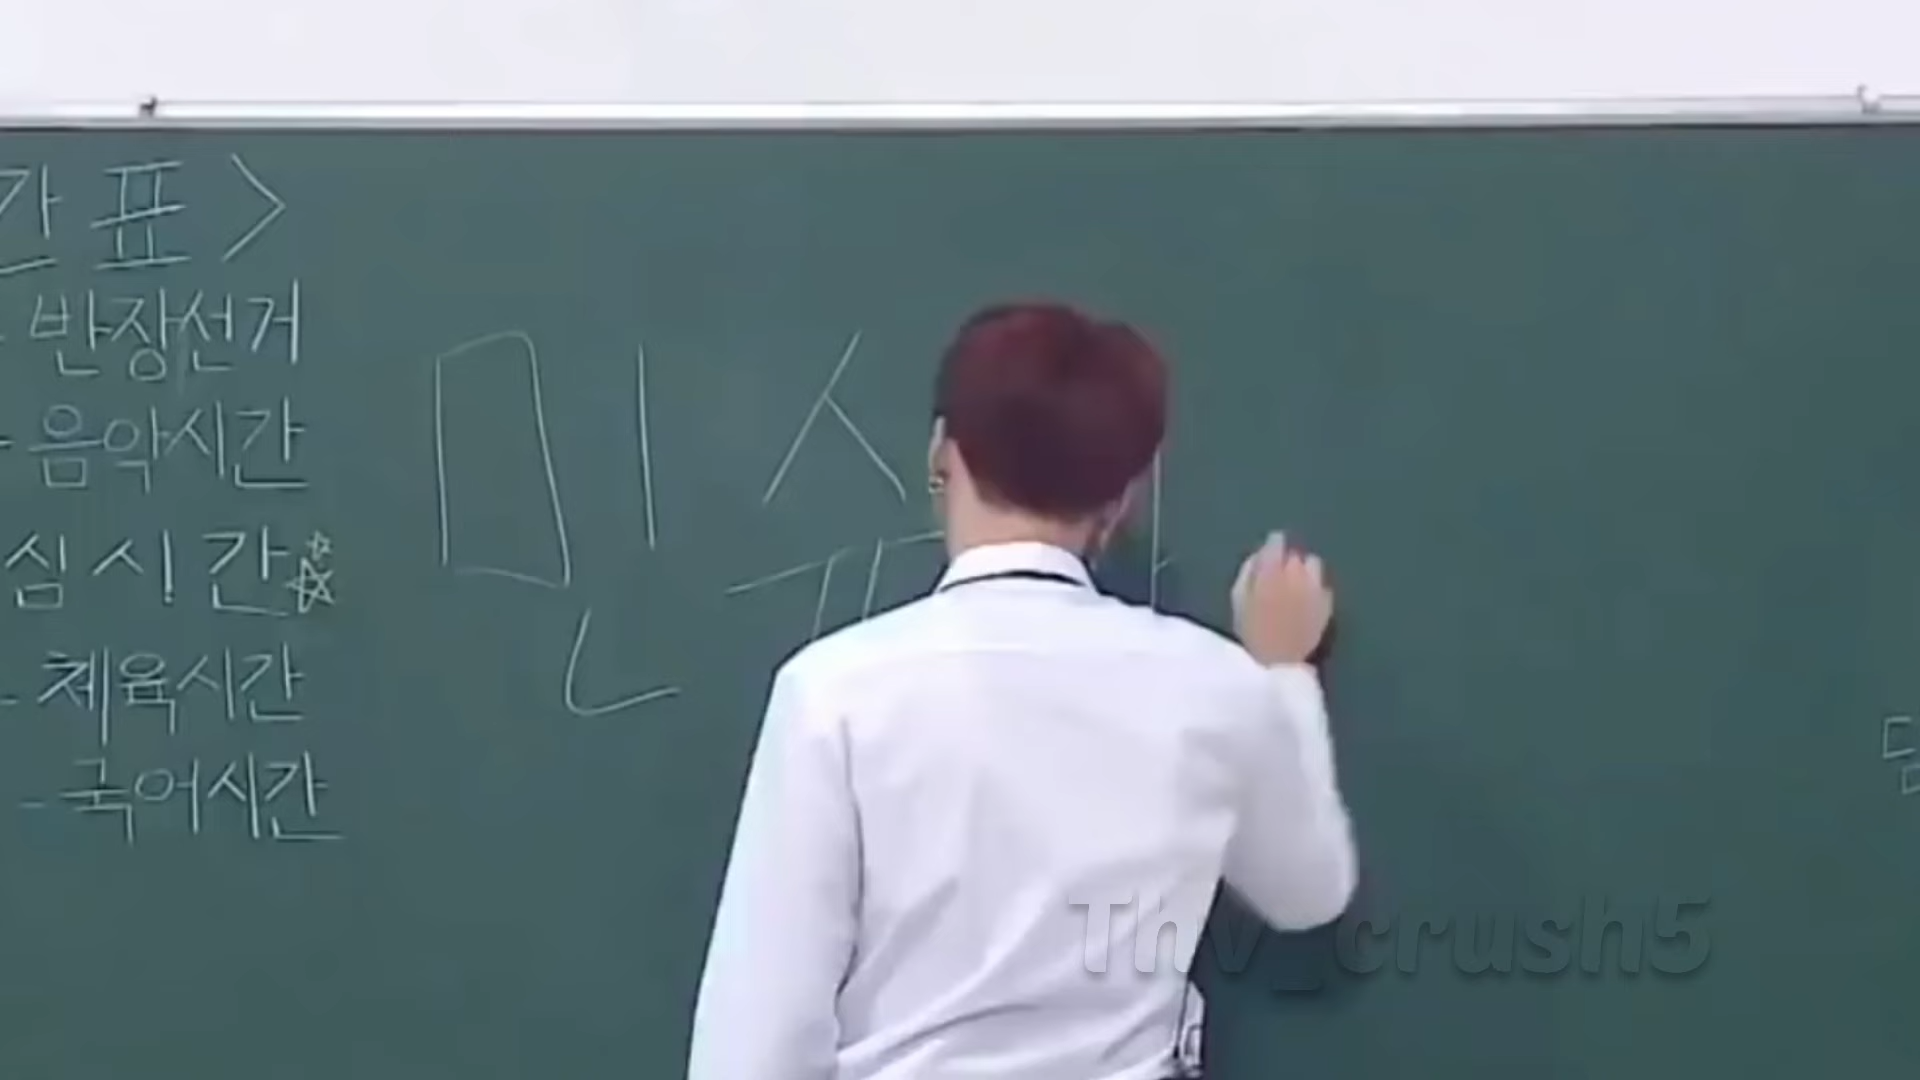 간표>
- 반장선거
- 음악시간
심시간☆
- 체육시간
- 국어시간
민
Thv_crush5